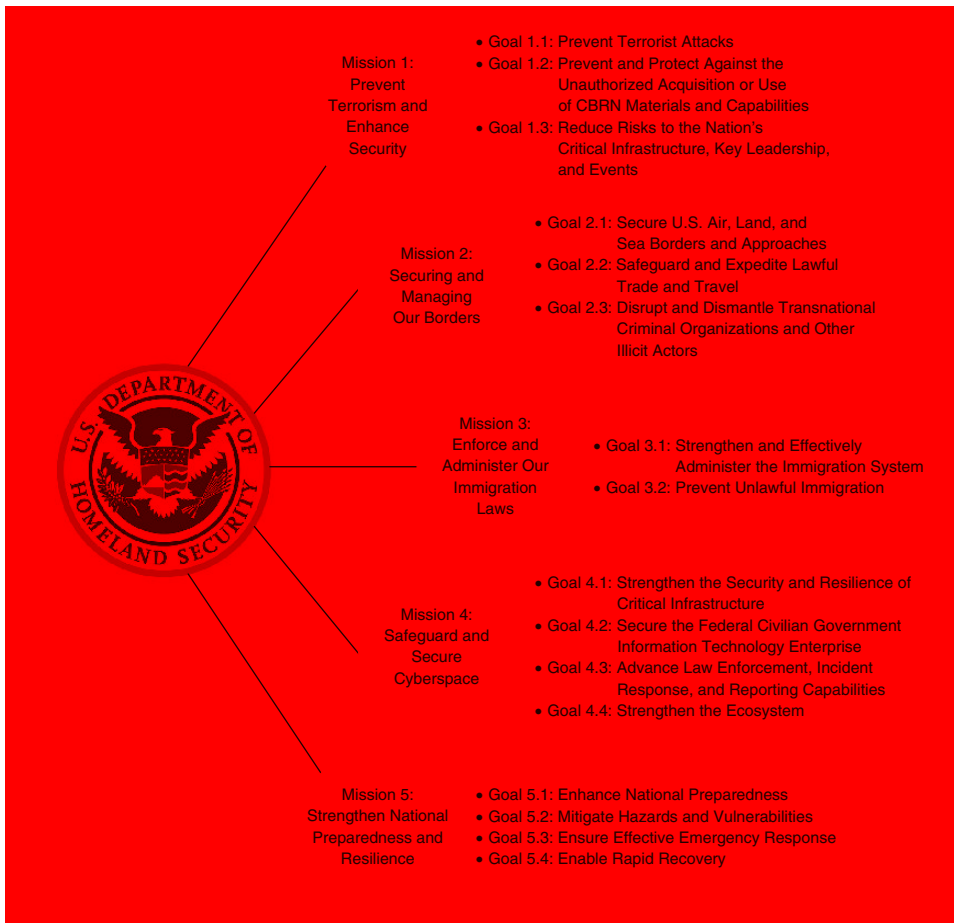 Mission 1:
Prevent
Terrorism and
Enhance
Security
• Goal 1.1: Prevent Terrorist Attacks
• Goal 1.2: Prevent and Protect Against the
Unauthorized Acquisition or Use
of CBRN Materials and Capabilities
• Goal 1.3: Reduce Risks to the Nation's
Critical Infrastructure, Key Leadership,
and Events
Mission 2:
Securing and
Managing
Our Borders
• Goal 2.1: Secure U.S. Air, Land, and
Sea Borders and Approaches
• Goal 2.2: Safeguard and Expedite Lawful
Trade and Travel
• Goal 2.3: Disrupt and Dismantle Transnational
Criminal Organizations and Other
Illicit Actors
U.S. DEPARTMENT OF
HOMELAND SECURITY
Mission 3:
Enforce and
Administer Our
Immigration
Laws
• Goal 3.1: Strengthen and Effectively
Administer the Immigration System
• Goal 3.2: Prevent Unlawful Immigration
Mission 4:
Safeguard and
Secure
Cyberspace
• Goal 4.1: Strengthen the Security and Resilience of
Critical Infrastructure
• Goal 4.2: Secure the Federal Civilian Government
Information Technology Enterprise
• Goal 4.3: Advance Law Enforcement, Incident
Response, and Reporting Capabilities
• Goal 4.4: Strengthen the Ecosystem
Mission 5:
Strengthen National
Preparedness and
Resilience
• Goal 5.1: Enhance National Preparedness
• Goal 5.2: Mitigate Hazards and Vulnerabilities
• Goal 5.3: Ensure Effective Emergency Response
• Goal 5.4: Enable Rapid Recovery